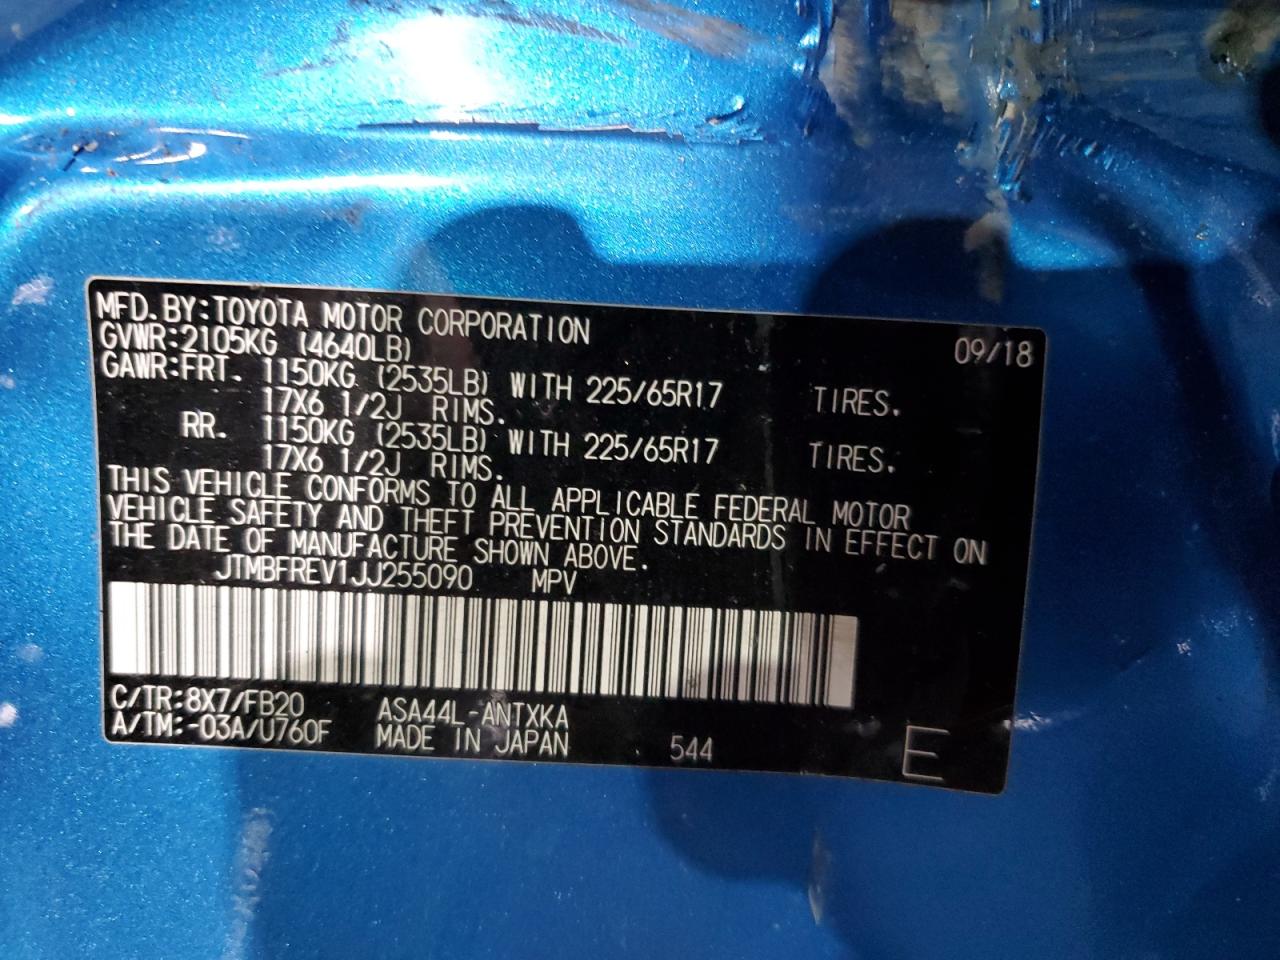 MFD. BY: TOYOTA MOTOR CORPORATION 09/18
GVWR: 2105KG (4640LB)
GAWR: FRT. 1150KG (2535LB) WITH 225/65R17 TIRES.
17X6 1/2J RIMS.
RR. 1150KG (2535LB) WITH 225/65R17 TIRES.
17X6 1/2J RIMS.
THIS VEHICLE CONFORMS TO ALL APPLICABLE FEDERAL MOTOR
VEHICLE SAFETY AND THEFT PREVENTION STANDARDS IN EFFECT ON
THE DATE OF MANUFACTURE SHOWN ABOVE.
JTMBFREV1JJ255090 MPV
C/TR: 8X7/FB20 ASA44L-ANTXKA
A/TM: -03A/U760F MADE IN JAPAN 544 E